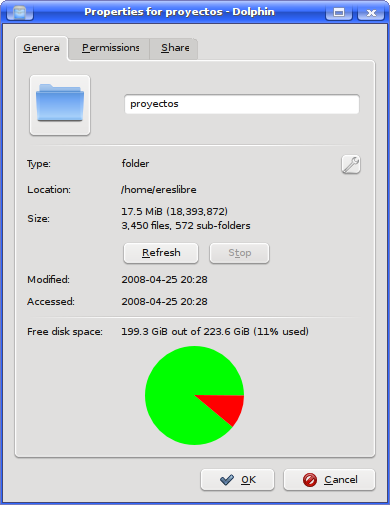 Properties for proyectos - Dolphin
Genera Permissions Share
proyectos
Type: folder
Location: /home/ereslibre
Size: 17.5 MiB (18,393,872)
3,450 files, 572 sub-folders
Refresh Stop
Modified: 2008-04-25 20:28
Accessed: 2008-04-25 20:28
Free disk space: 199.3 GiB out of 223.6 GiB (11% used)
OK Cancel